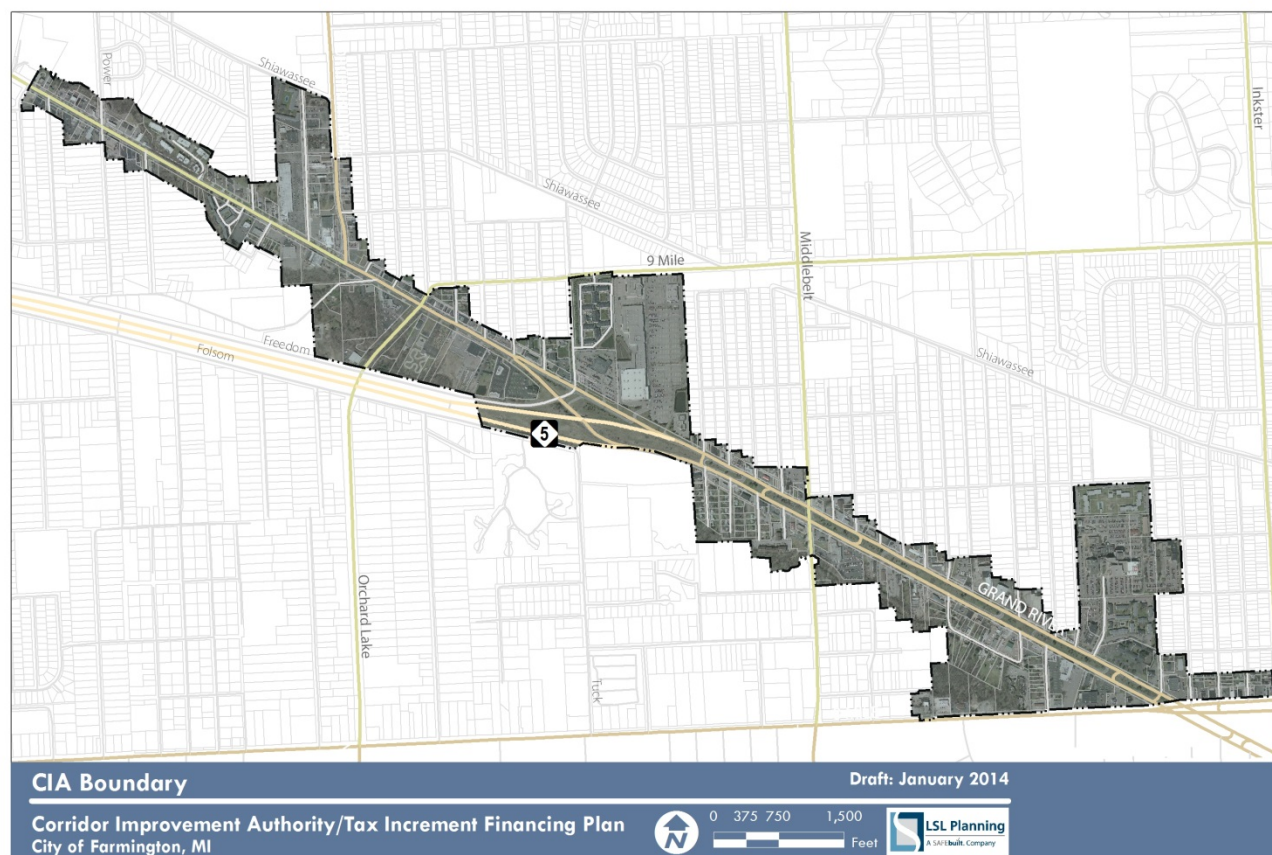 Power
Shiawassee
Inkster
Shiawassee
Middlebelt
9 Mile
Freedom
Folsom
Shiawassee
5
Orchard Lake
GRAND RIV
Tuck
CIA Boundary
Draft: January 2014
Corridor Improvement Authority/Tax Increment Financing Plan
City of Farmington, MI
N
0 375 750 1,500
Feet
LSL Planning
A SAFEbuilt. Company